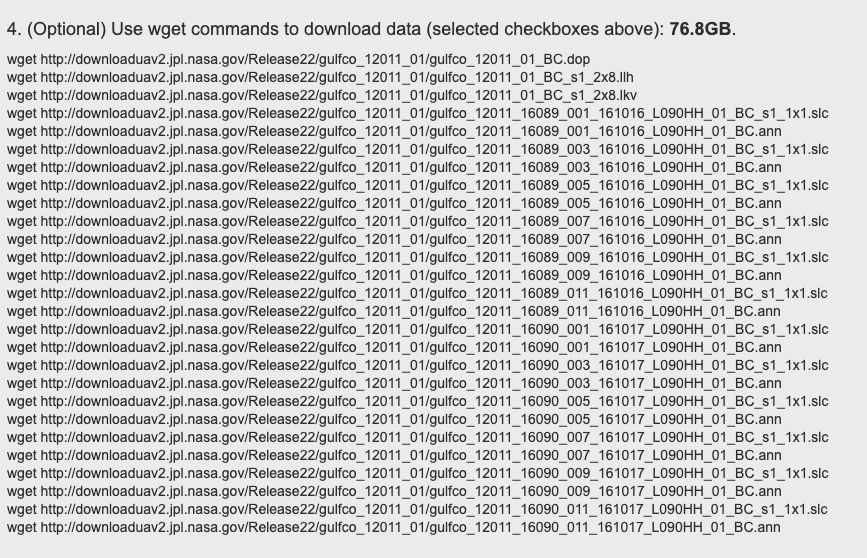 4. (Optional) Use wget commands to download data (selected checkboxes above): 76.8GB.
wget http://downloaduav2.jpl.nasa.gov/Release22/gulfco_12011_01/gulfco_12011_01_BC.dop
wget http://downloaduav2.jpl.nasa.gov/Release22/gulfco_12011_01/gulfco_12011_01_BC_s1_2x8.llh
wget http://downloaduav2.jpl.nasa.gov/Release22/gulfco_12011_01/gulfco_12011_01_BC_s1_2x8.lkv
wget http://downloaduav2.jpl.nasa.gov/Release22/gulfco_12011_01/gulfco_12011_16089_001_161016_L090HH_01_BC_s1_1x1.slc
wget http://downloaduav2.jpl.nasa.gov/Release22/gulfco_12011_01/gulfco_12011_16089_001_161016_L090HH_01_BC.ann
wget http://downloaduav2.jpl.nasa.gov/Release22/gulfco_12011_01/gulfco_12011_16089_003_161016_L090HH_01_BC_s1_1x1.slc
wget http://downloaduav2.jpl.nasa.gov/Release22/gulfco_12011_01/gulfco_12011_16089_003_161016_L090HH_01_BC.ann
wget http://downloaduav2.jpl.nasa.gov/Release22/gulfco_12011_01/gulfco_12011_16089_005_161016_L090HH_01_BC_s1_1x1.slc
wget http://downloaduav2.jpl.nasa.gov/Release22/gulfco_12011_01/gulfco_12011_16089_005_161016_L090HH_01_BC.ann
wget http://downloaduav2.jpl.nasa.gov/Release22/gulfco_12011_01/gulfco_12011_16089_007_161016_L090HH_01_BC_s1_1x1.slc
wget http://downloaduav2.jpl.nasa.gov/Release22/gulfco_12011_01/gulfco_12011_16089_007_161016_L090HH_01_BC.ann
wget http://downloaduav2.jpl.nasa.gov/Release22/gulfco_12011_01/gulfco_12011_16089_009_161016_L090HH_01_BC_s1_1x1.slc
wget http://downloaduav2.jpl.nasa.gov/Release22/gulfco_12011_01/gulfco_12011_16089_009_161016_L090HH_01_BC.ann
wget http://downloaduav2.jpl.nasa.gov/Release22/gulfco_12011_01/gulfco_12011_16089_011_161016_L090HH_01_BC_s1_1x1.slc
wget http://downloaduav2.jpl.nasa.gov/Release22/gulfco_12011_01/gulfco_12011_16089_011_161016_L090HH_01_BC.ann
wget http://downloaduav2.jpl.nasa.gov/Release22/gulfco_12011_01/gulfco_12011_16090_001_161017_L090HH_01_BC_s1_1x1.slc
wget http://downloaduav2.jpl.nasa.gov/Release22/gulfco_12011_01/gulfco_12011_16090_001_161017_L090HH_01_BC.ann
wget http://downloaduav2.jpl.nasa.gov/Release22/gulfco_12011_01/gulfco_12011_16090_003_161017_L090HH_01_BC_s1_1x1.slc
wget http://downloaduav2.jpl.nasa.gov/Release22/gulfco_12011_01/gulfco_12011_16090_003_161017_L090HH_01_BC.ann
wget http://downloaduav2.jpl.nasa.gov/Release22/gulfco_12011_01/gulfco_12011_16090_005_161017_L090HH_01_BC_s1_1x1.slc
wget http://downloaduav2.jpl.nasa.gov/Release22/gulfco_12011_01/gulfco_12011_16090_005_161017_L090HH_01_BC.ann
wget http://downloaduav2.jpl.nasa.gov/Release22/gulfco_12011_01/gulfco_12011_16090_007_161017_L090HH_01_BC_s1_1x1.slc
wget http://downloaduav2.jpl.nasa.gov/Release22/gulfco_12011_01/gulfco_12011_16090_007_161017_L090HH_01_BC.ann
wget http://downloaduav2.jpl.nasa.gov/Release22/gulfco_12011_01/gulfco_12011_16090_009_161017_L090HH_01_BC_s1_1x1.slc
wget http://downloaduav2.jpl.nasa.gov/Release22/gulfco_12011_01/gulfco_12011_16090_009_161017_L090HH_01_BC.ann
wget http://downloaduav2.jpl.nasa.gov/Release22/gulfco_12011_01/gulfco_12011_16090_011_161017_L090HH_01_BC_s1_1x1.slc
wget http://downloaduav2.jpl.nasa.gov/Release22/gulfco_12011_01/gulfco_12011_16090_011_161017_L090HH_01_BC.ann